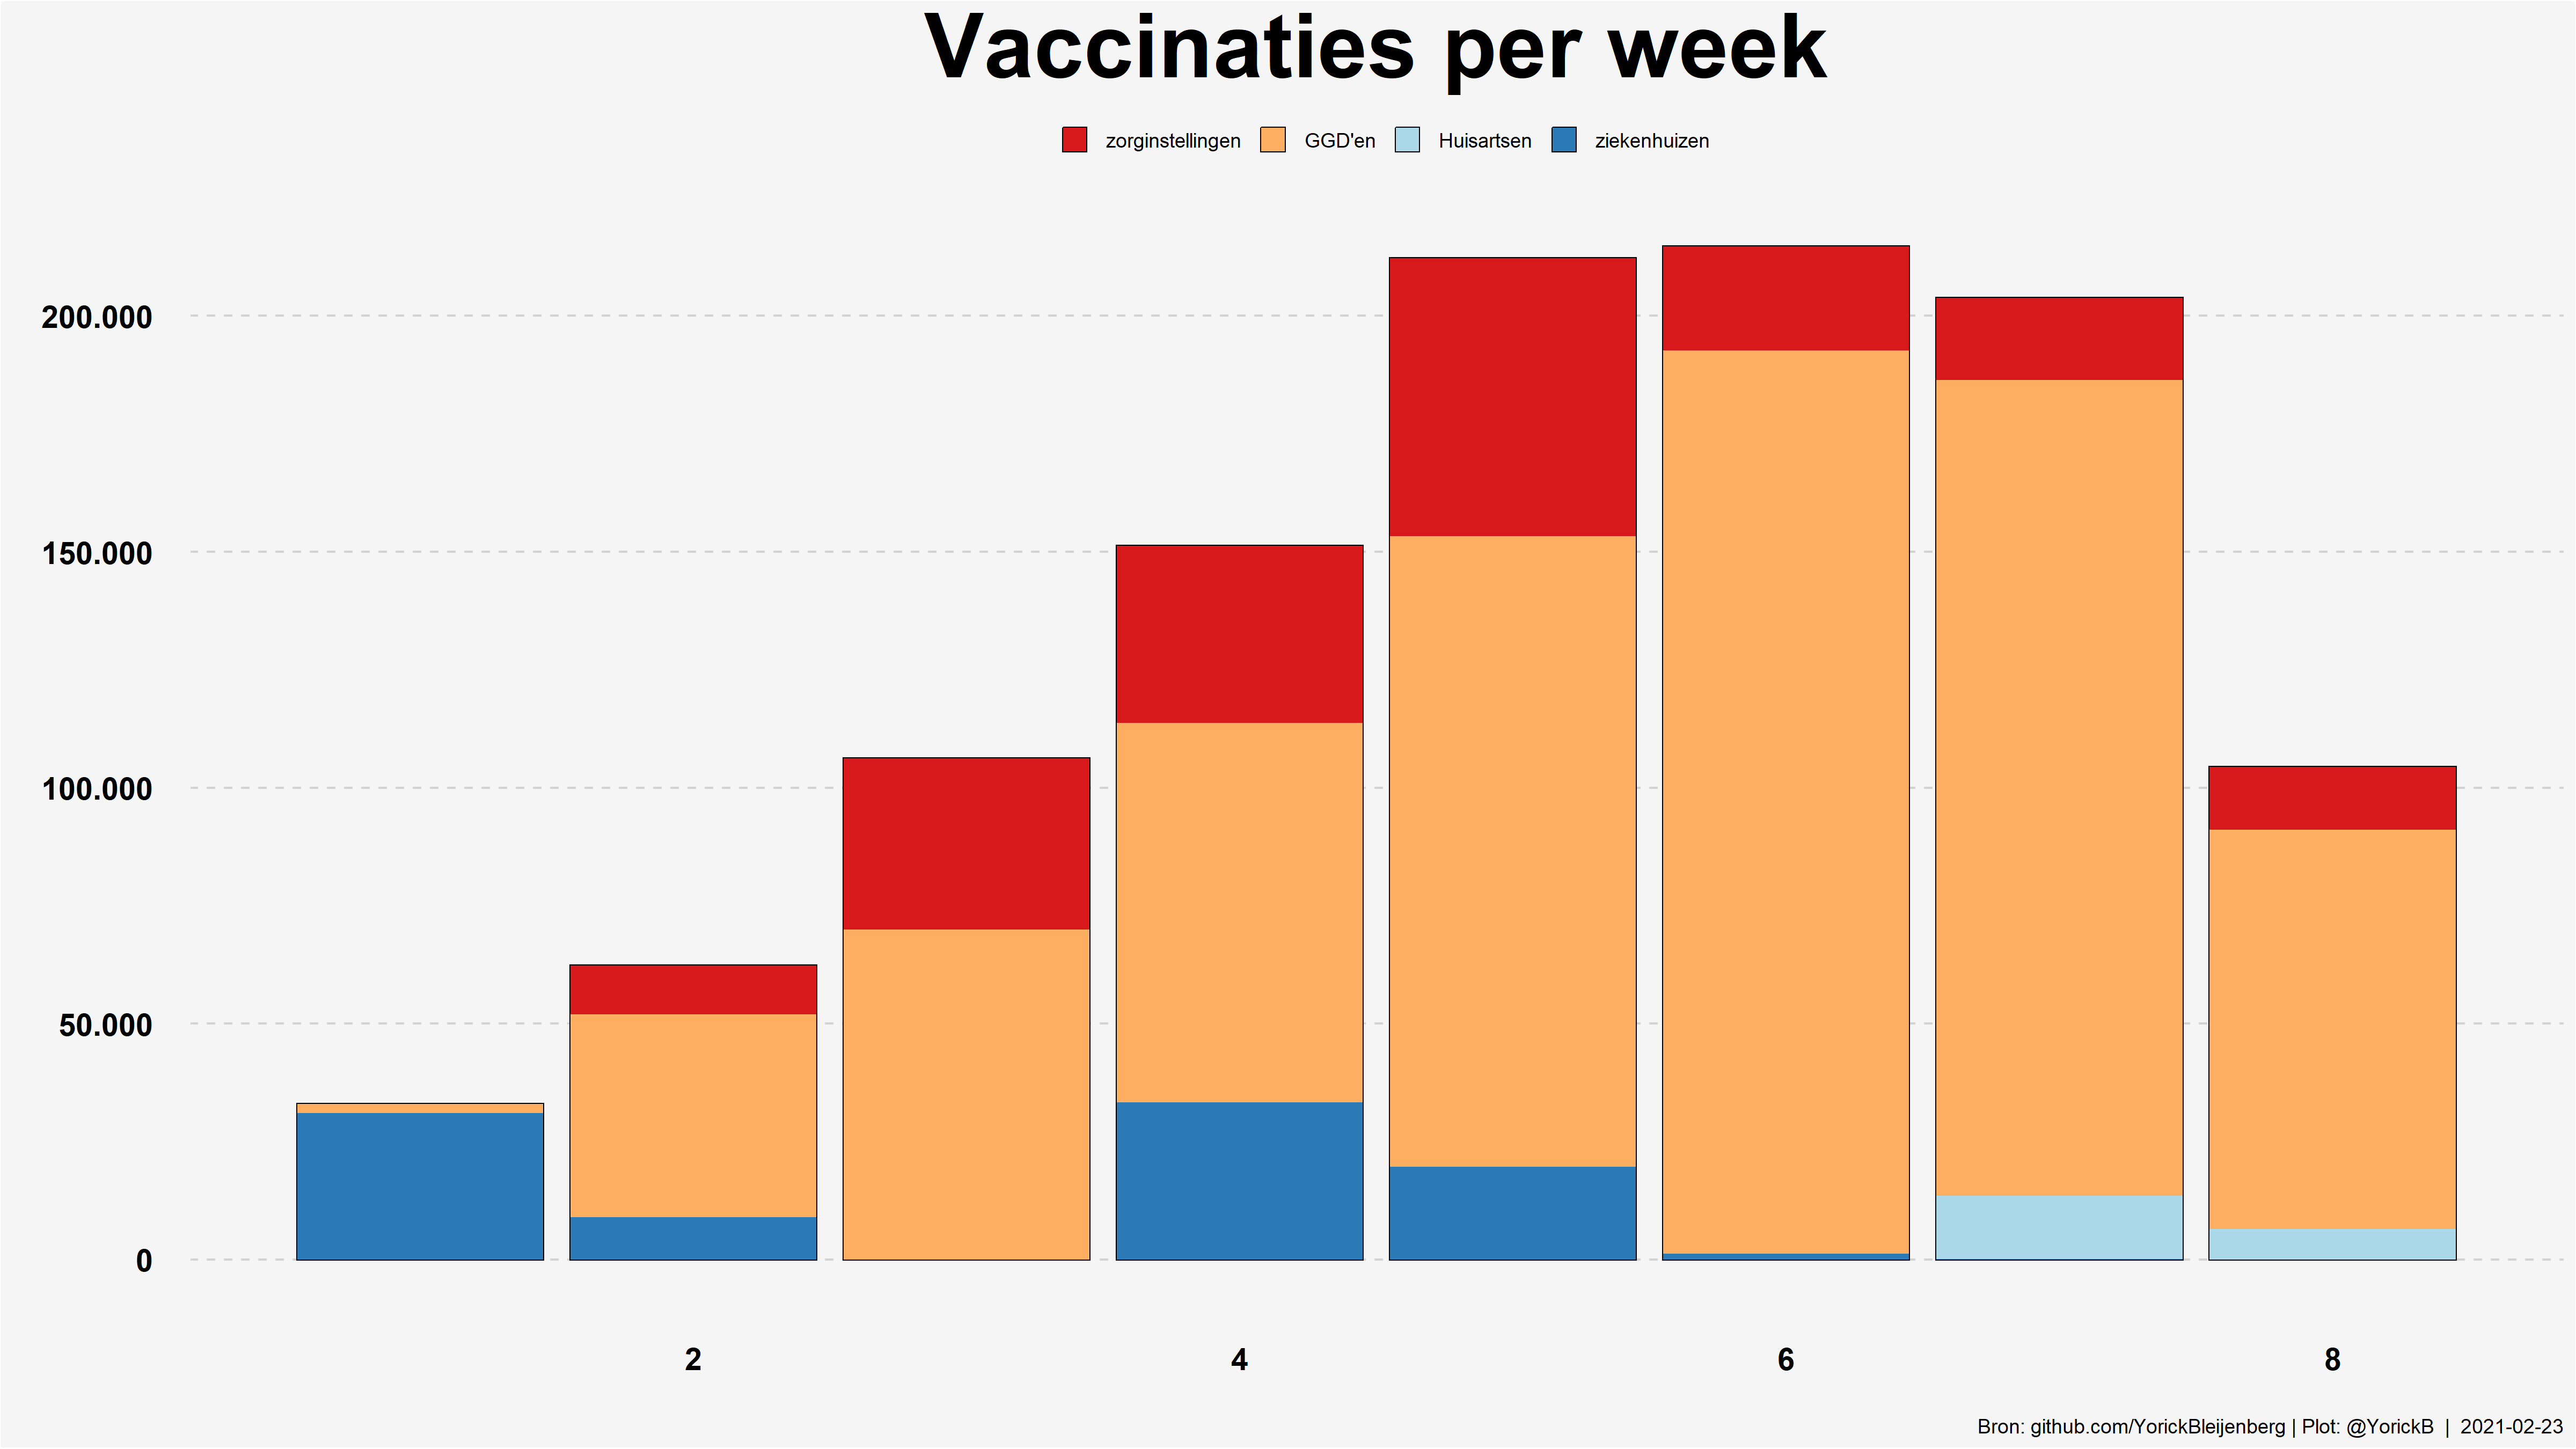 Vaccinaties per week
zorginstellingen GGD'en Huisartsen ziekenhuizen
200.000
150.000
100.000
50.000
0
2 4 6 8
Bron: github.com/YorickBleijenberg | Plot: @YorickB | 2021-02-23